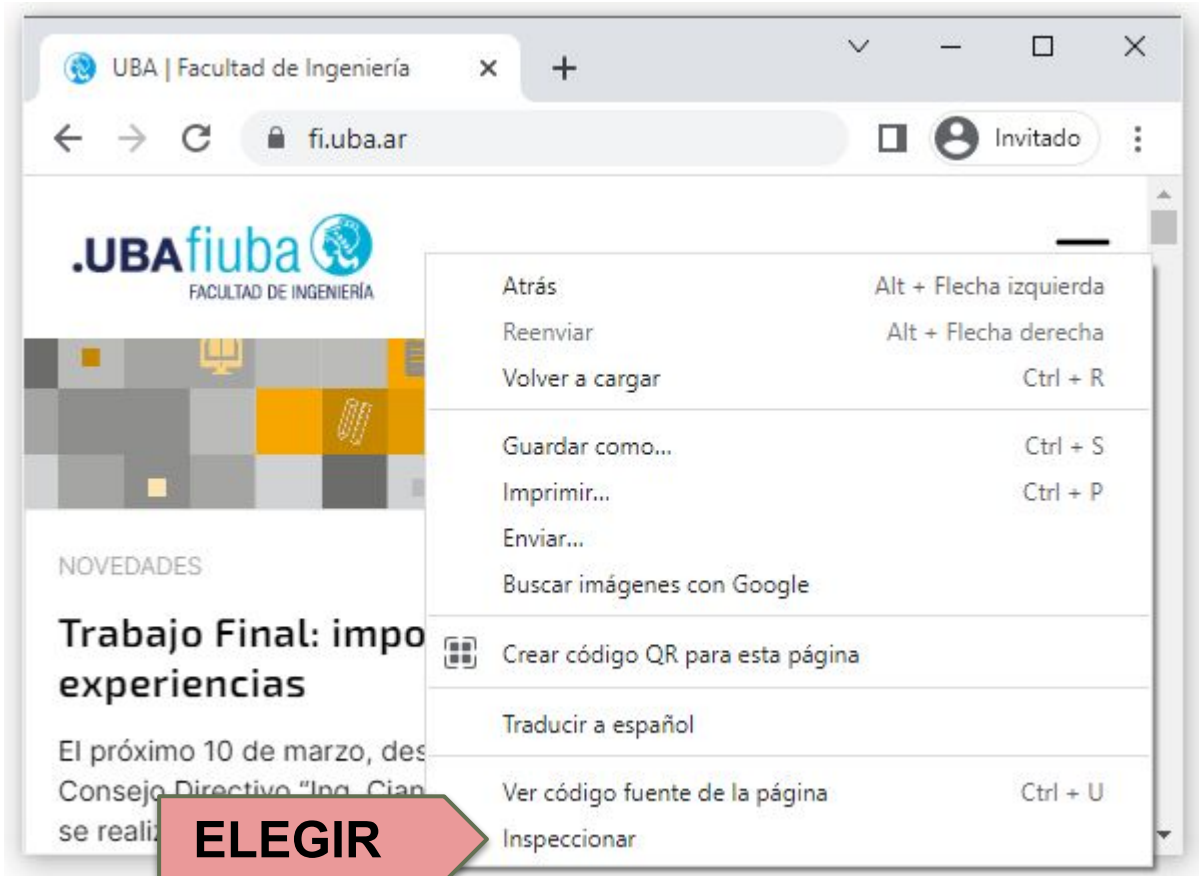 UBA | Facultad de Ingeniería
fi.uba.ar
Invitado
.UBAfiuba
FACULTAD DE INGENIERÍA
Atrás Alt + Flecha izquierda
Reenviar Alt + Flecha derecha
Volver a cargar Ctrl + R
Guardar como... Ctrl + S
Imprimir... Ctrl + P
Enviar...
Buscar imágenes con Google
Crear código QR para esta página
Traducir a español
Ver código fuente de la página Ctrl + U
Inspeccionar
NOVEDADES
Trabajo Final: impo
experiencias
El próximo 10 de marzo, des
Consejo Directivo "Ing. Cian
se realiz
ELEGIR